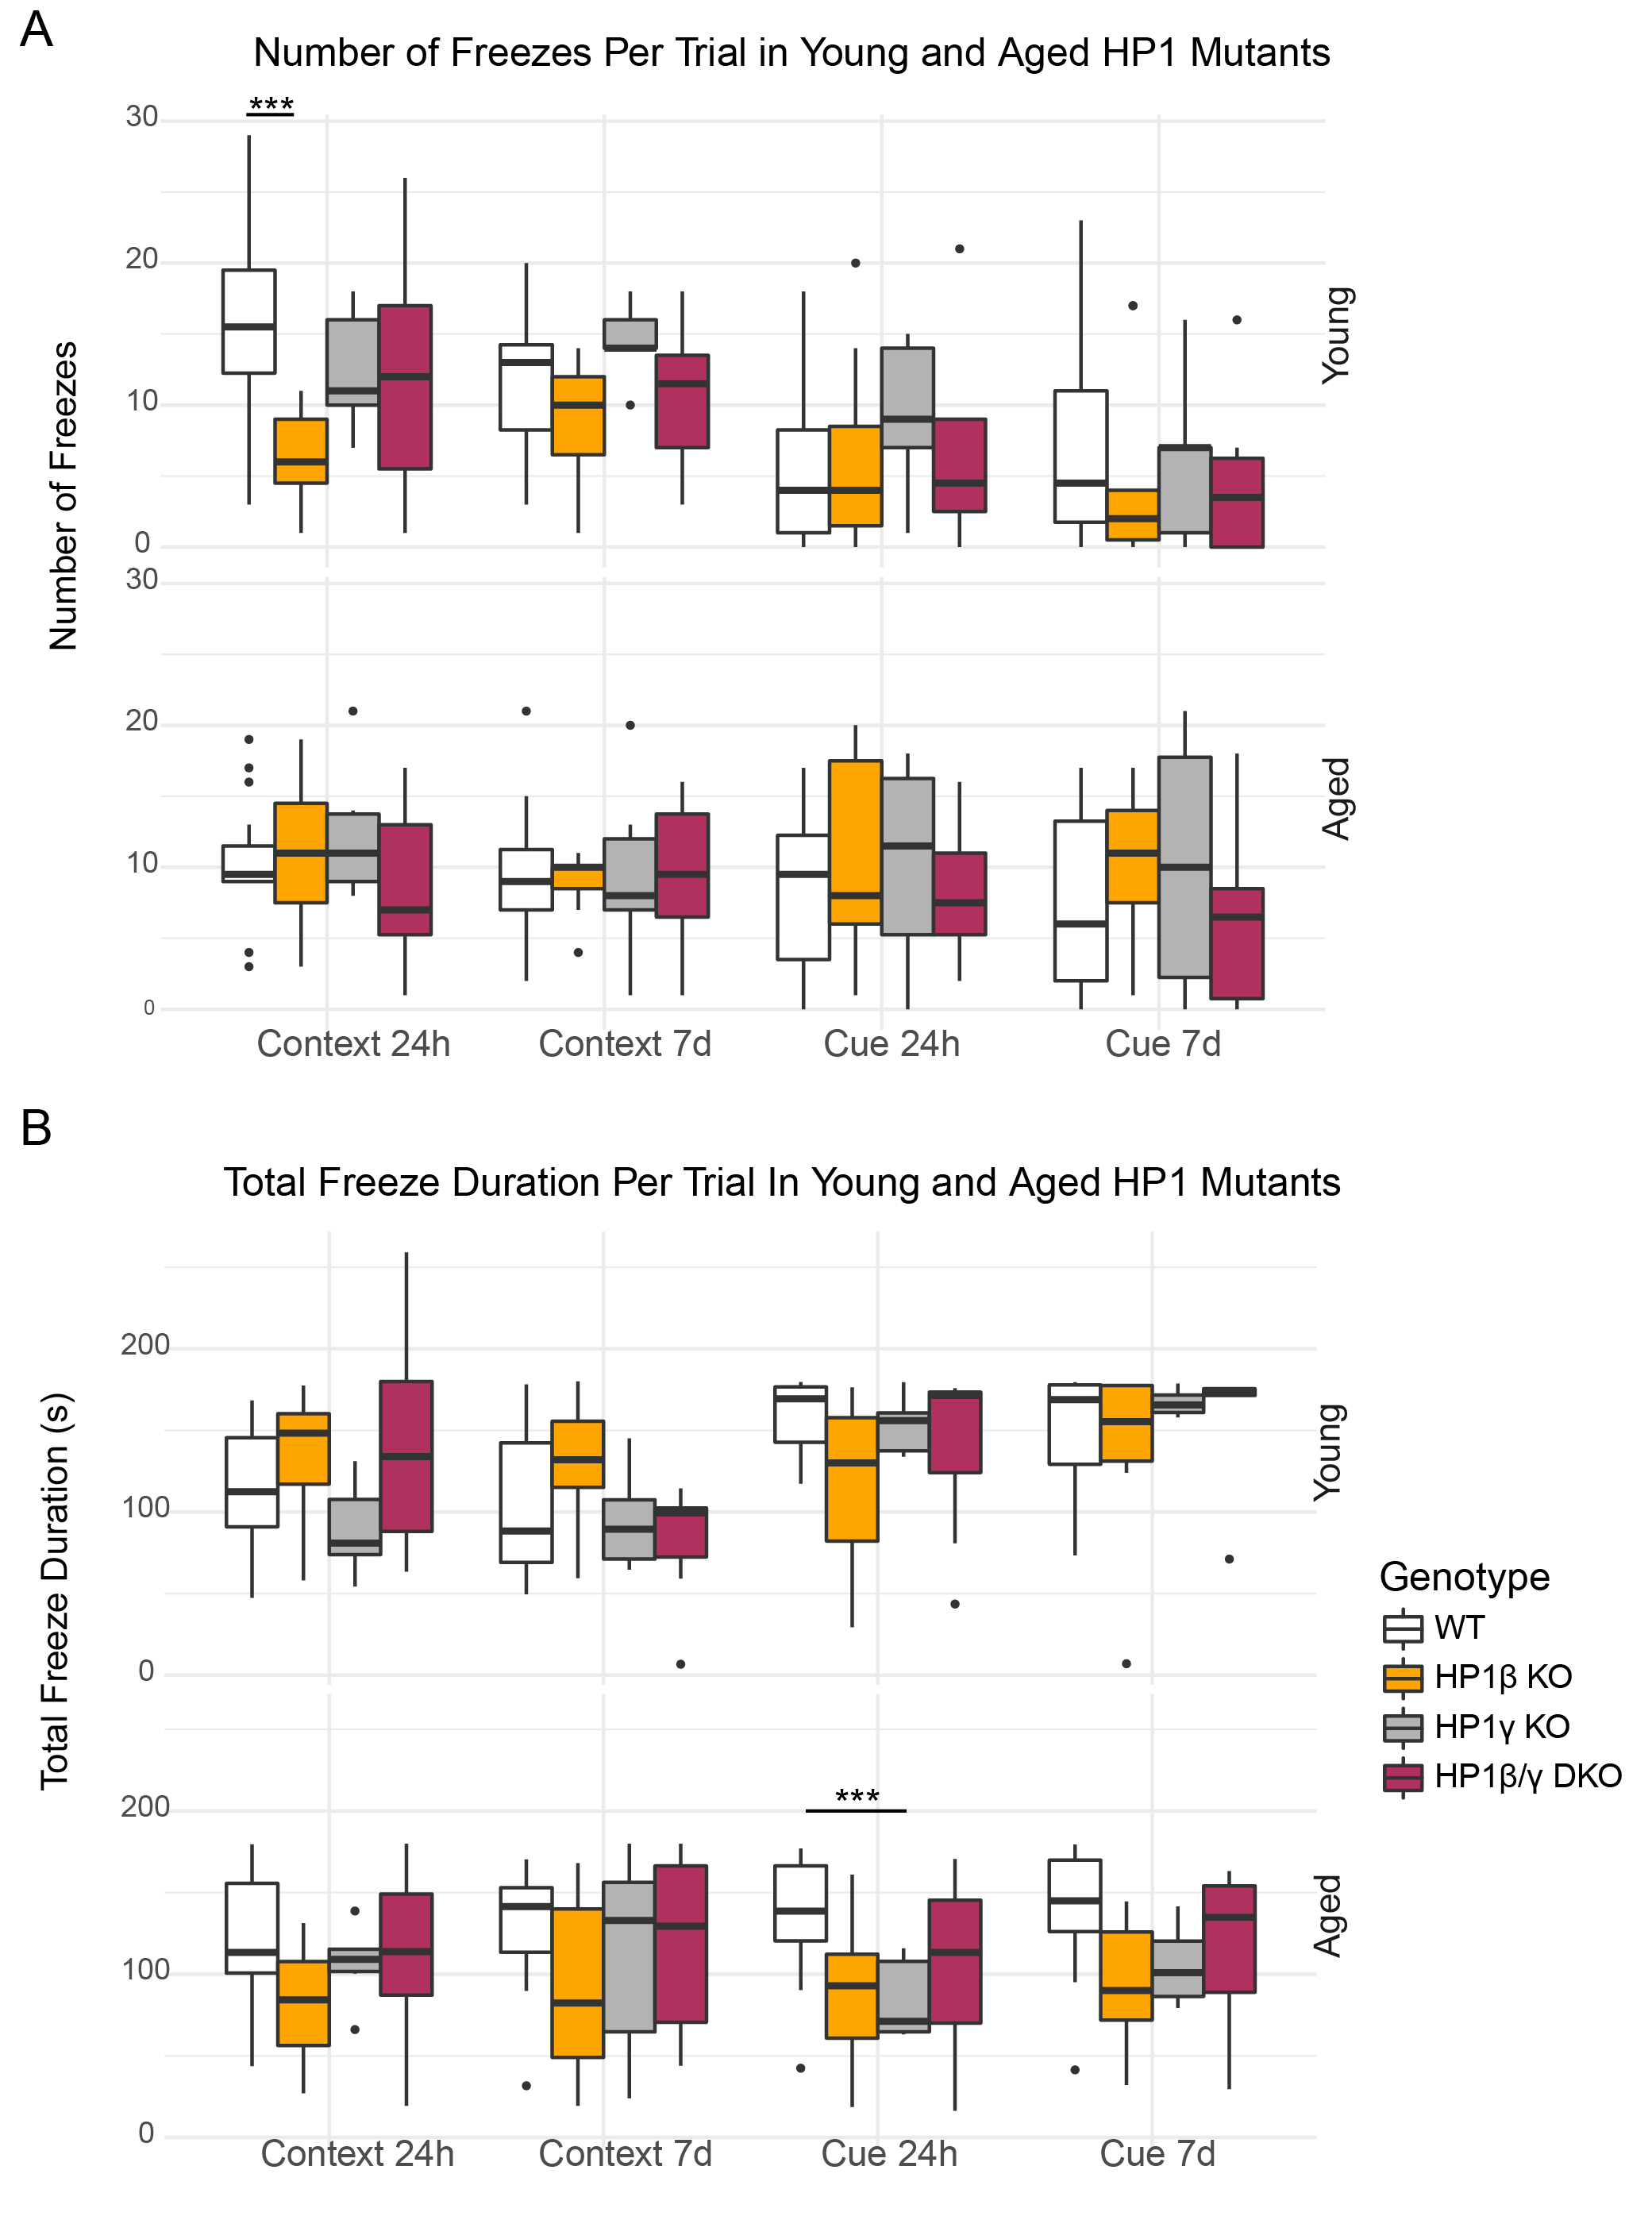 A
Number of Freezes Per Trial in Young and Aged HP1 Mutants
***
30
20
10
0
Young
Number of Freezes
30
20
10
0
Aged
Context 24h Context 7d Cue 24h Cue 7d
B
Total Freeze Duration Per Trial In Young and Aged HP1 Mutants
200
100
0
Young
Total Freeze Duration (s)
***
200
100
0
Aged
Context 24h Context 7d Cue 24h Cue 7d
Genotype
WT
HP1β KO
HP1γ KO
HP1β/γ DKO